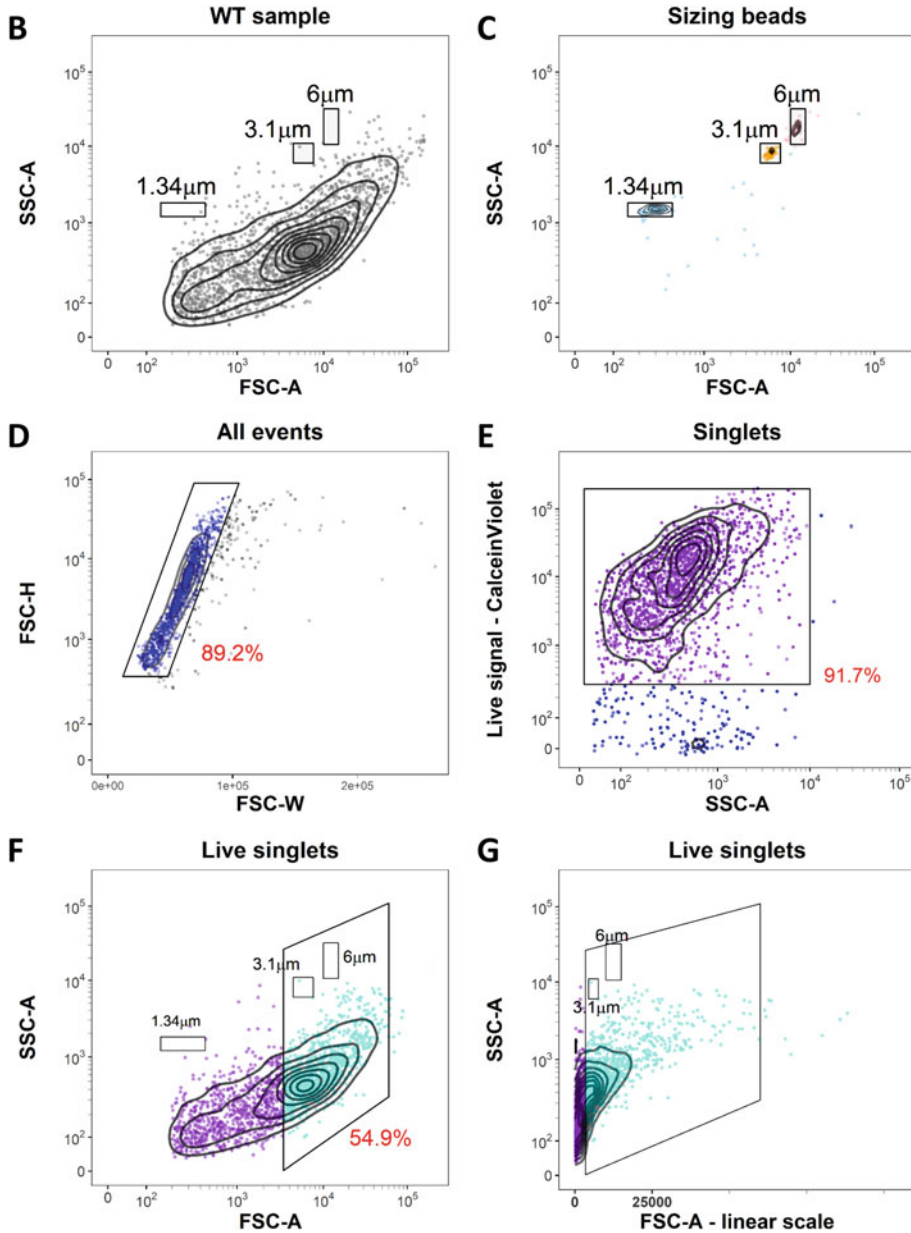 B
WT sample
SSC-A
10⁵
10⁴
10³
10²
0
6μm
3.1μm
1.34μm
0 10² 10³ 10⁴ 10⁵
FSC-A
C
Sizing beads
SSC-A
10⁵
10⁴
10³
10²
0
6μm
3.1μm
1.34μm
0 10² 10³ 10⁴ 10⁵
FSC-A
D
All events
FSC-H
10⁵
10⁴
10³
10²
0
89.2%
0e+00 1e+05 2e+05
FSC-W
E
Singlets
Live signal - CalceinViolet
10⁵
10⁴
10³
10²
0
91.7%
0 10² 10³ 10⁴ 10⁵
SSC-A
F
Live singlets
SSC-A
10⁵
10⁴
10³
10²
0
3.1μm
6μm
1.34μm
54.9%
0 10² 10³ 10⁴ 10⁵
FSC-A
G
Live singlets
SSC-A
10⁵
10⁴
10³
10²
0
6μm
3.1μm
0 25000
FSC-A - linear scale